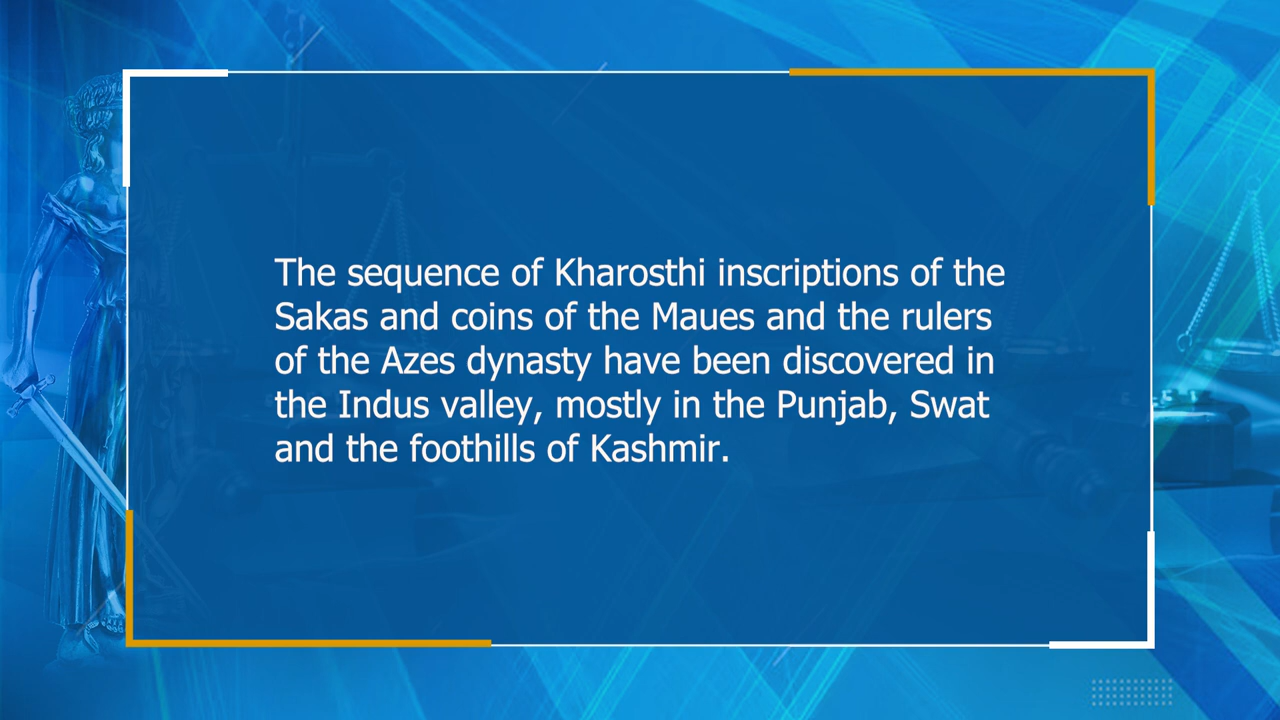 The sequence of Kharosthi inscriptions of the
Sakas and coins of the Maues and the rulers
of the Azes dynasty have been discovered in
the Indus valley, mostly in the Punjab, Swat
and the foothills of Kashmir.